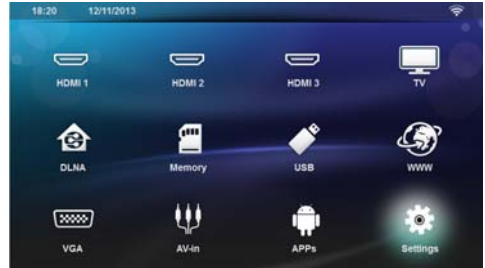 18:20 12/11/2013
HDMI 1 HDMI 2 HDMI 3 TV
DLNA Memory USB WWW
VGA AV-in APPs Settings